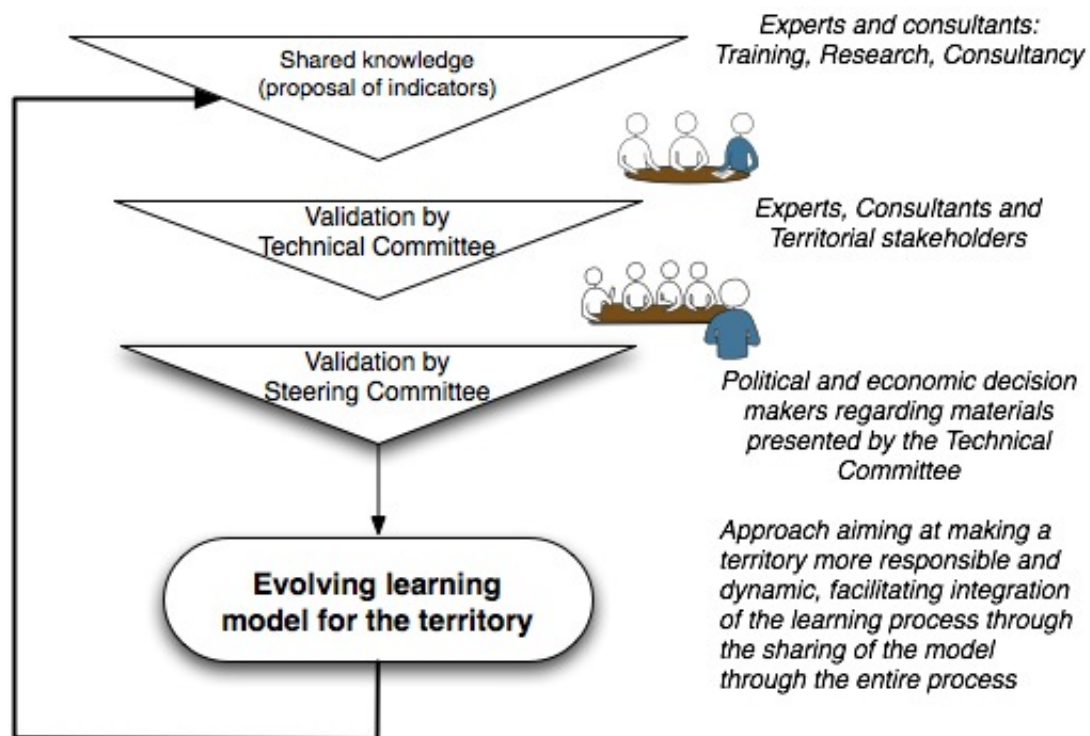 Shared knowledge
(proposal of indicators)
Experts and consultants:
Training, Research, Consultancy
Validation by
Technical Committee
Experts, Consultants and
Territorial stakeholders
Validation by
Steering Committee
Political and economic decision
makers regarding materials
presented by the Technical
Committee
Evolving learning
model for the territory
Approach aiming at making a
territory more responsible and
dynamic, facilitating integration
of the learning process through
the sharing of the model
through the entire process